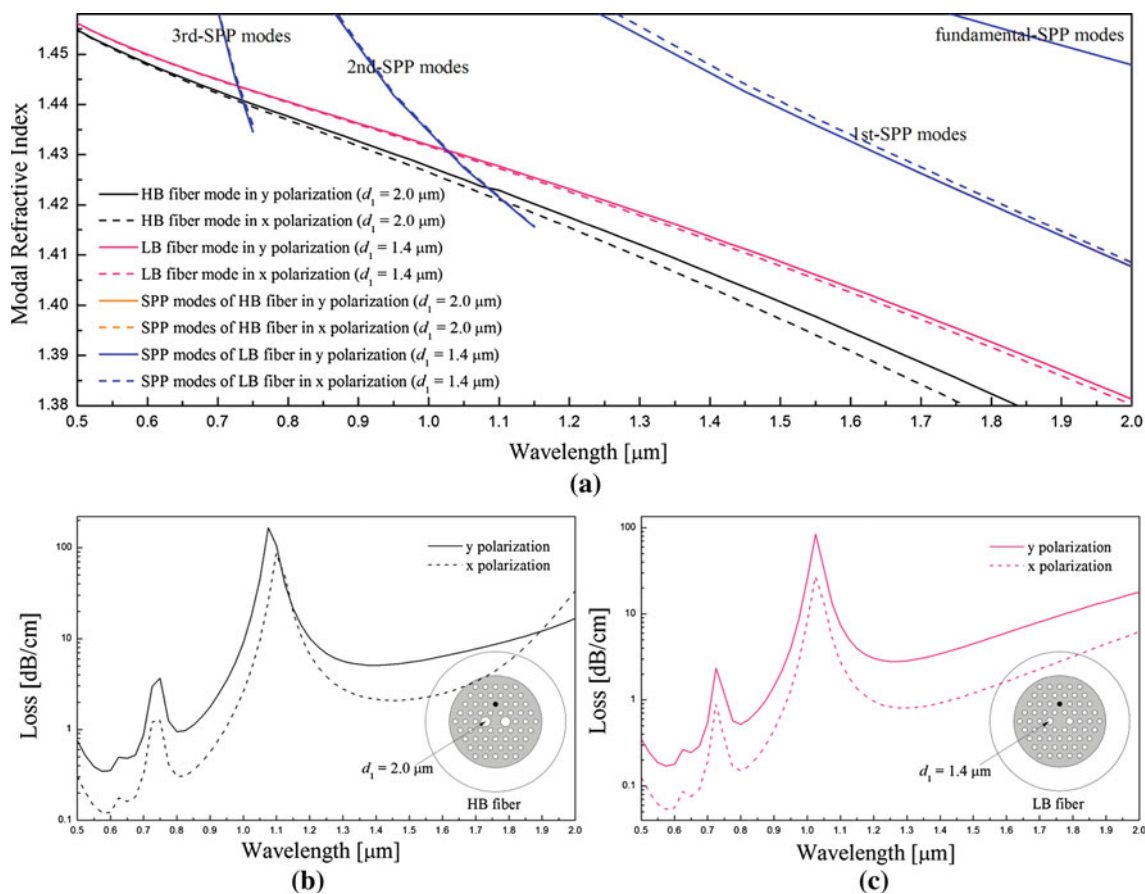 3rd-SPP modes
2nd-SPP modes
fundamental-SPP modes
1st-SPP modes
Modal Refractive Index
1.45
1.44
1.43
1.42
1.41
1.40
1.39
1.38
HB fiber mode in y polarization (d₁ = 2.0 μm)
HB fiber mode in x polarization (d₁ = 2.0 μm)
LB fiber mode in y polarization (d₁ = 1.4 μm)
LB fiber mode in x polarization (d₁ = 1.4 μm)
SPP modes of HB fiber in y polarization (d₁ = 2.0 μm)
SPP modes of HB fiber in x polarization (d₁ = 2.0 μm)
SPP modes of LB fiber in y polarization (d₁ = 1.4 μm)
SPP modes of LB fiber in x polarization (d₁ = 1.4 μm)
0.5 0.6 0.7 0.8 0.9 1.0 1.1 1.2 1.3 1.4 1.5 1.6 1.7 1.8 1.9 2.0
Wavelength [μm]
(a)
Loss [dB/cm]
100
10
1
0.1
y polarization
x polarization
d₁ = 2.0 μm
HB fiber
0.5 0.6 0.7 0.8 0.9 1.0 1.1 1.2 1.3 1.4 1.5 1.6 1.7 1.8 1.9 2.0
Wavelength [μm]
(b)
Loss [dB/cm]
100
10
1
0.1
y polarization
x polarization
d₁ = 1.4 μm
LB fiber
0.5 0.6 0.7 0.8 0.9 1.0 1.1 1.2 1.3 1.4 1.5 1.6 1.7 1.8 1.9 2.0
Wavelength [μm]
(c)